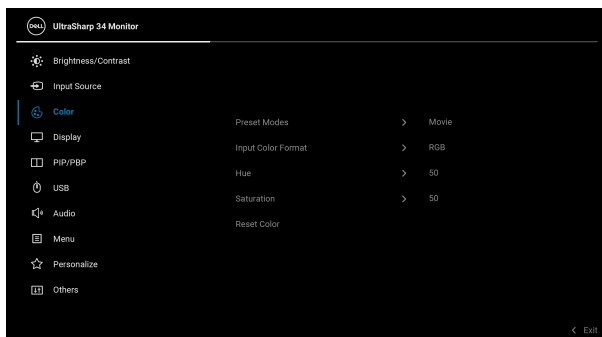 DELL UltraSharp 34 Monitor
Brightness/Contrast
Input Source
Color
Display
PIP/PBP
USB
Audio
Menu
Personalize
Others
Preset Modes > Movie
Input Color Format > RGB
Hue > 50
Saturation > 50
Reset Color
< Exit